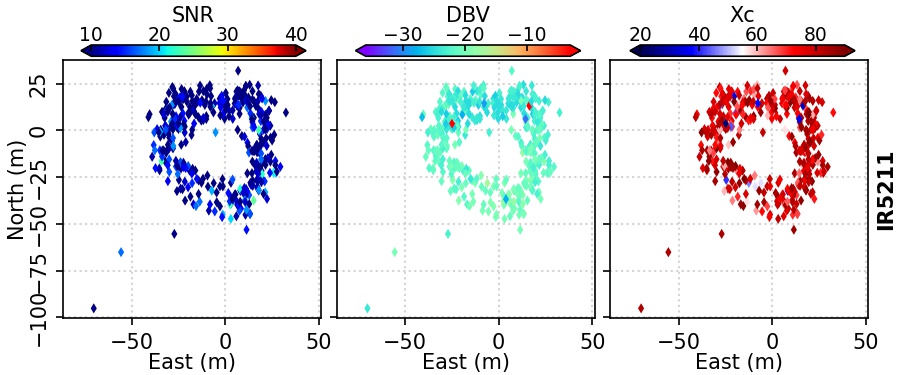 SNR DBV Xc
10 20 30 40 −30 −20 −10 20 40 60 80
North (m)
25
0
−25
−50
−75
−100
IR5211
−50 0 50 −50 0 50 −50 0 50
East (m) East (m) East (m)